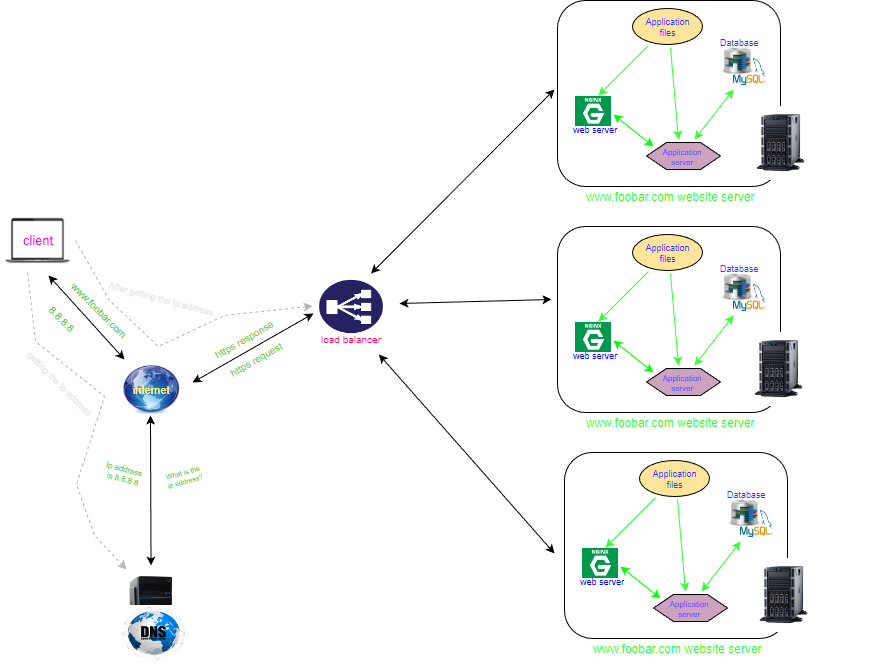 Application
files
Database
MySQL
NGINX
G
web server
Application
server
www.foobar.com website server
client
www.foobar.com
8.8.8.8
After getting the ip address
getting the ip address
internet
https response
https request
load balancer
Application
files
Database
MySQL
NGINX
G
web server
Application
server
www.foobar.com website server
Ip address
is 8.8.8.8
What is the
ip address?
DNS
Application
files
Database
MySQL
NGINX
G
web server
Application
server
www.foobar.com website server